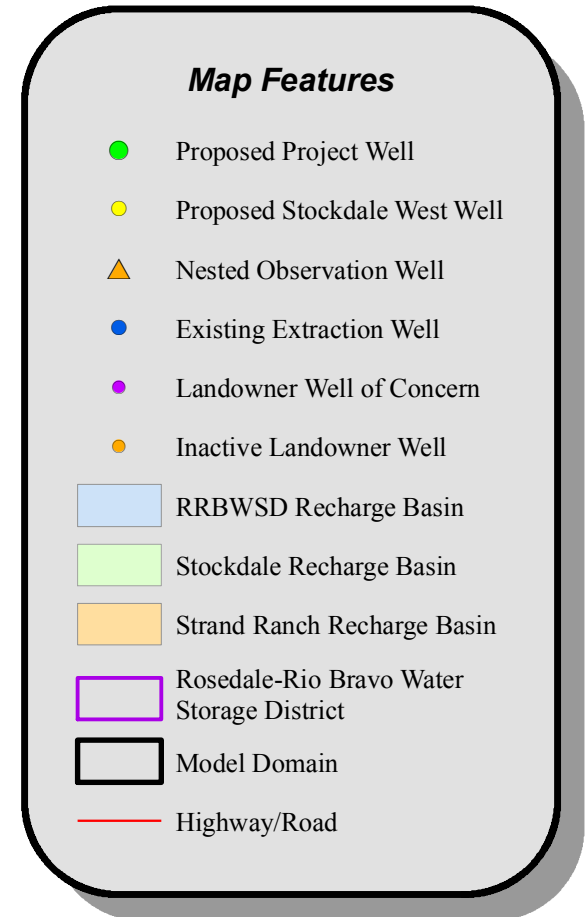 Map Features
Proposed Project Well
Proposed Stockdale West Well
Nested Observation Well
Existing Extraction Well
Landowner Well of Concern
Inactive Landowner Well
RRBWSD Recharge Basin
Stockdale Recharge Basin
Strand Ranch Recharge Basin
Rosedale-Rio Bravo Water
Storage District
Model Domain
Highway/Road